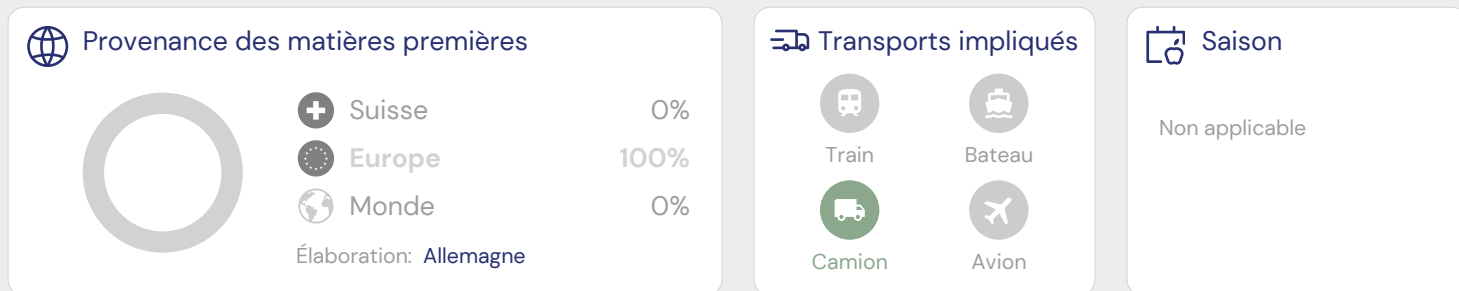 Provenance des matières premières
Suisse 0%
Europe 100%
Monde 0%
Élaboration: Allemagne
Transports impliqués
Train
Bateau
Camion
Avion
Saison
Non applicable